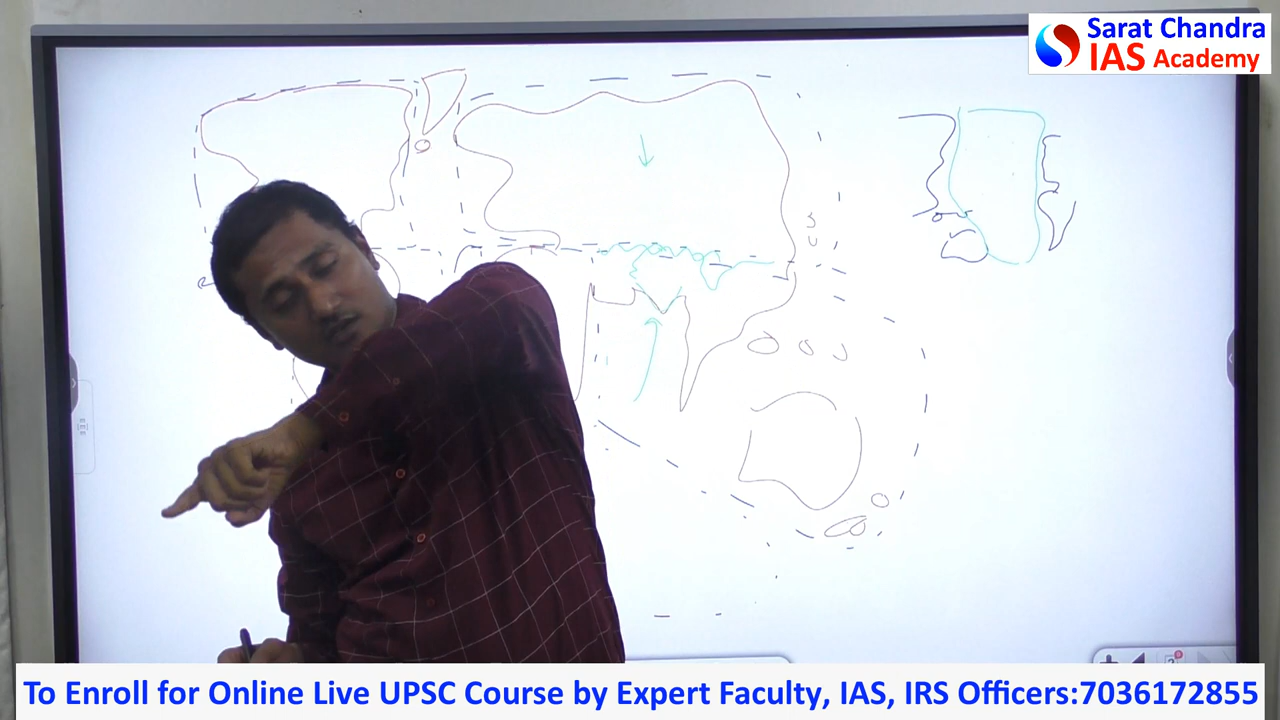 Sarat Chandra
IAS Academy
To Enroll for Online Live UPSC Course by Expert Faculty, IAS, IRS Officers:7036172855